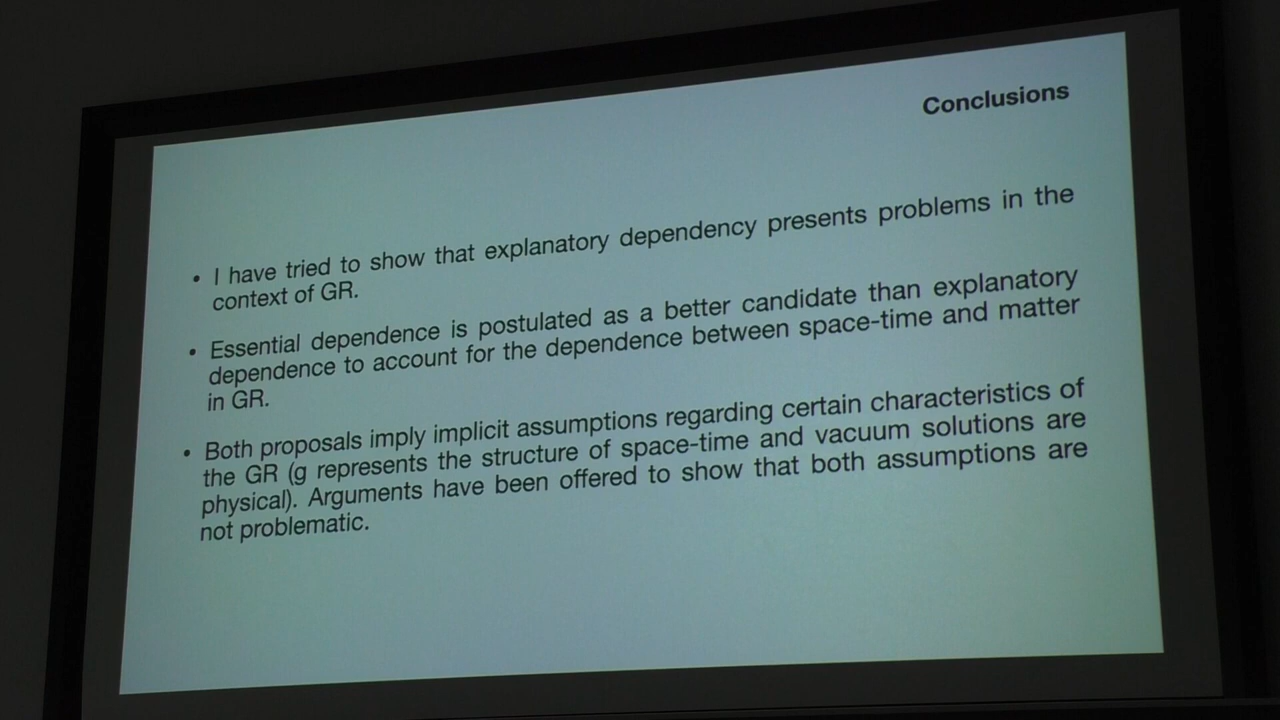 Conclusions
• I have tried to show that explanatory dependency presents problems in the
context of GR.
• Essential dependence is postulated as a better candidate than explanatory
dependence to account for the dependence between space-time and matter
in GR.
• Both proposals imply implicit assumptions regarding certain characteristics of
the GR (g represents the structure of space-time and vacuum solutions are
physical). Arguments have been offered to show that both assumptions are
not problematic.